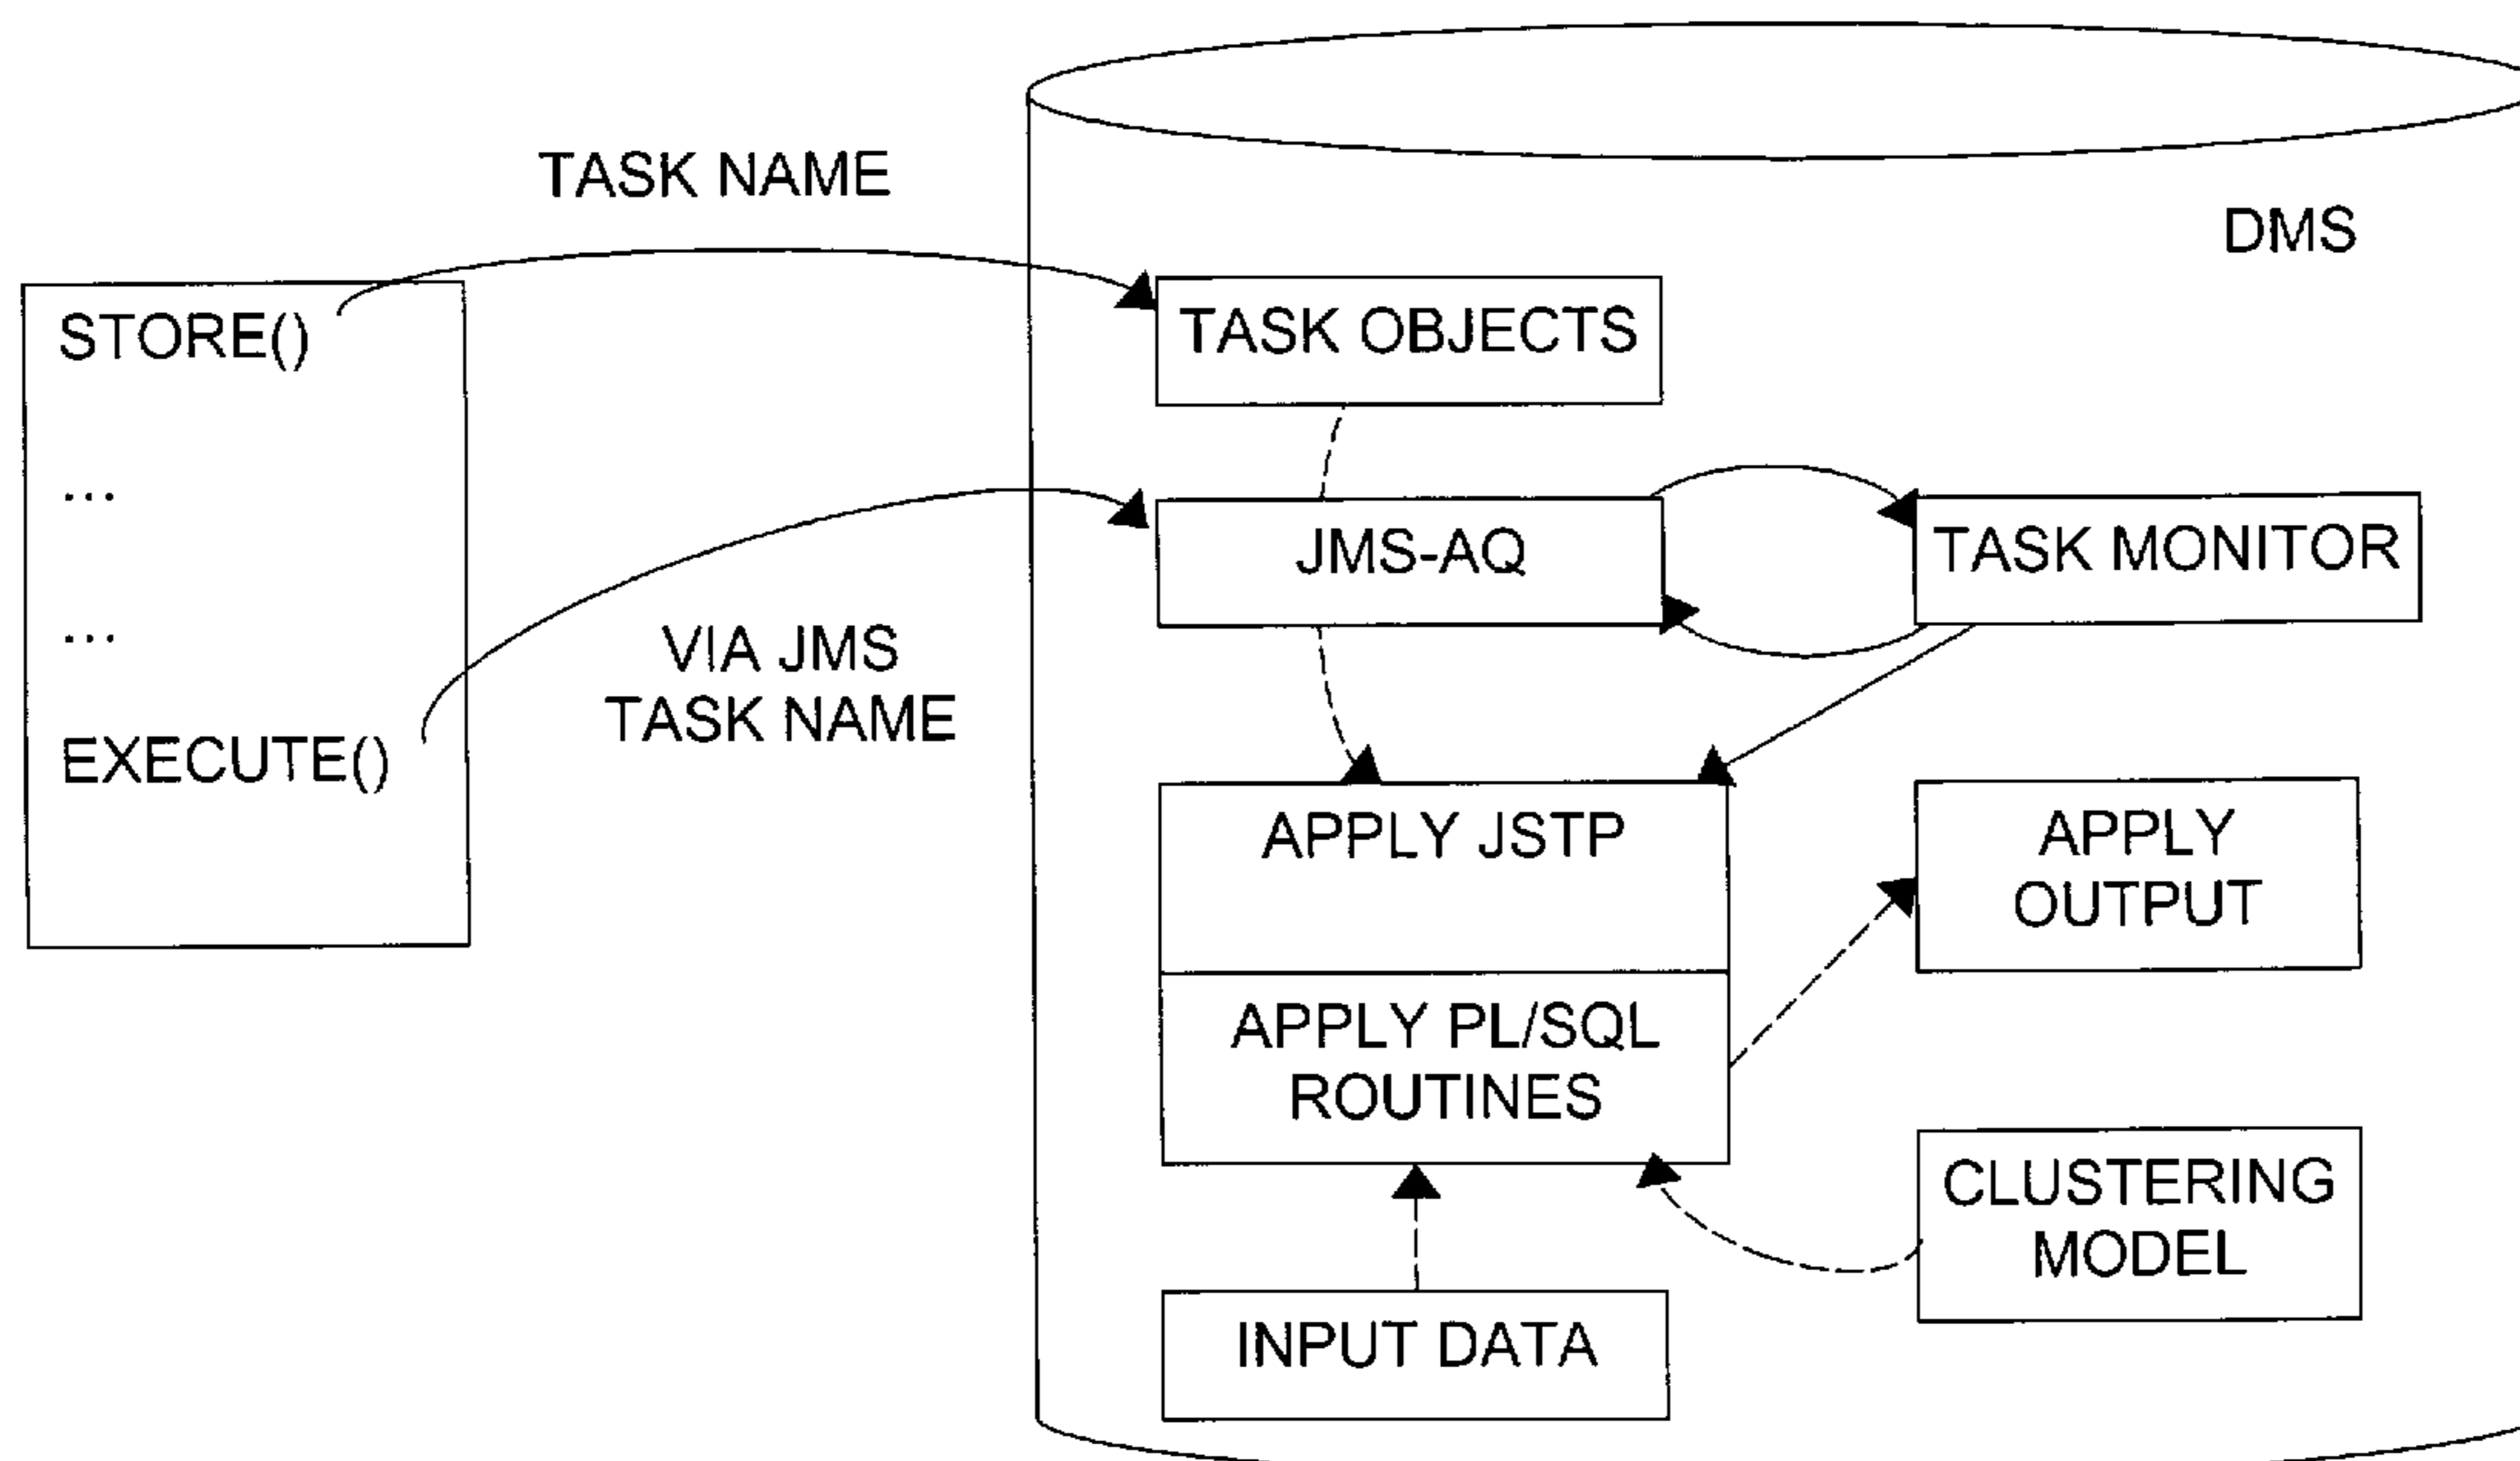 TASK NAME
DMS
STORE()
TASK OBJECTS
...
JMS-AQ
TASK MONITOR
...
VIA JMS
TASK NAME
EXECUTE()
APPLY JSTP
APPLY
OUTPUT
APPLY PL/SQL
ROUTINES
CLUSTERING
MODEL
INPUT DATA